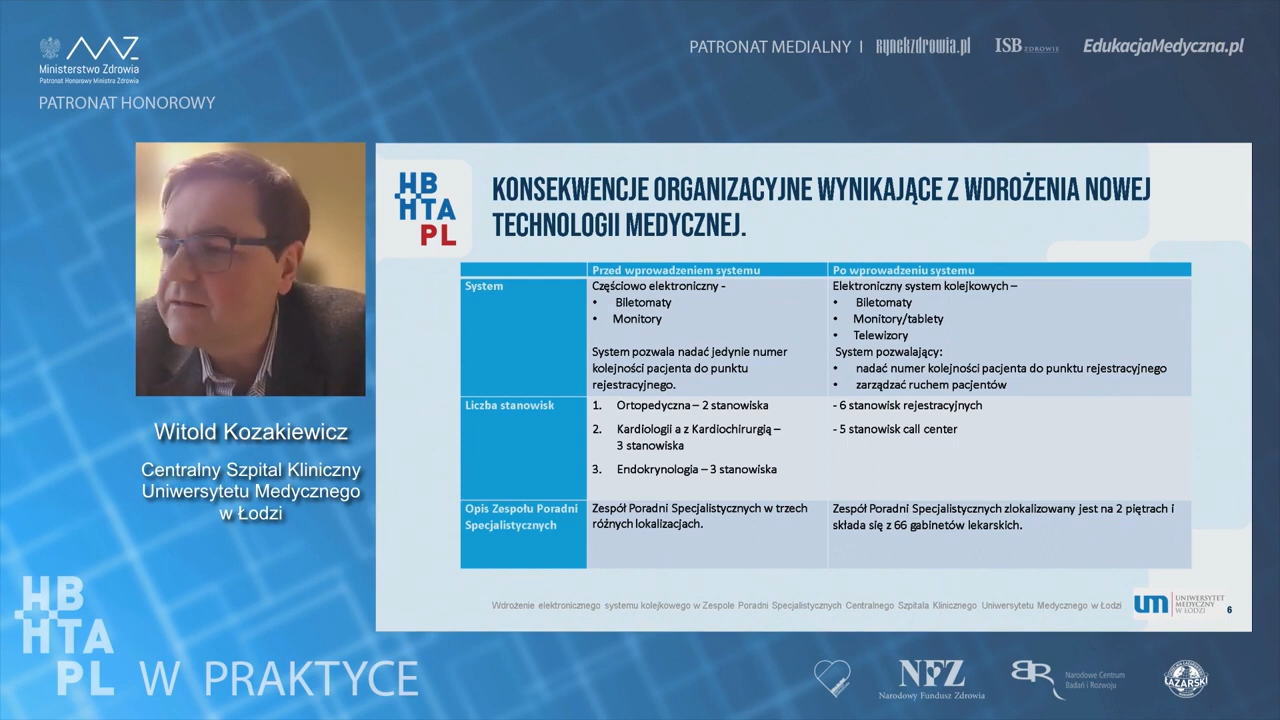 Ministerstwo Zdrowia
Patronat Honorowy Ministra Zdrowia
PATRONAT HONOROWY
PATRONAT MEDIALNY I rynekzdrowia.pl ISB ZDROWIE EdukacjaMedyczna.pl
HB
HTA
PL
KONSEKWENCJE ORGANIZACYJNE WYNIKAJĄCE Z WDROŻENIA NOWEJ
TECHNOLOGII MEDYCZNEJ.
Przed wprowadzeniem systemu
Po wprowadzeniu systemu
System
Częściowo elektroniczny -
• Biletomaty
• Monitory
System pozwala nadać jedynie numer
kolejności pacjenta do punktu
rejestracyjnego.
Elektroniczny system kolejkowych –
• Biletomaty
• Monitory/tablety
• Telewizory
System pozwalający:
• nadać numer kolejności pacjenta do punktu rejestracyjnego
• zarządzać ruchem pacjentów
Liczba stanowisk
1. Ortopedyczna – 2 stanowiska
2. Kardiologii a z Kardiochirurgią –
3 stanowiska
3. Endokrynologia – 3 stanowiska
- 6 stanowisk rejestracyjnych
- 5 stanowisk call center
Opis Zespołu Poradni
Specjalistycznych
Zespół Poradni Specjalistycznych w trzech
różnych lokalizacjach.
Zespół Poradni Specjalistycznych zlokalizowany jest na 2 piętrach i
składa się z 66 gabinetów lekarskich.
Wdrożenie elektronicznego systemu kolejkowego w Zespole Poradni Specjalistycznych Centralnego Szpitala Klinicznego Uniwersytetu Medycznego w Łodzi
um UNIWERSYTET
MEDYCZNY
W ŁODZI
6
Witold Kozakiewicz
Centralny Szpital Kliniczny
Uniwersytetu Medycznego
w Łodzi
HB
HTA
PL W PRAKTYCE
NFZ
Narodowy Fundusz Zdrowia
Narodowe Centrum
Badań i Rozwoju
ŁAZARSKI